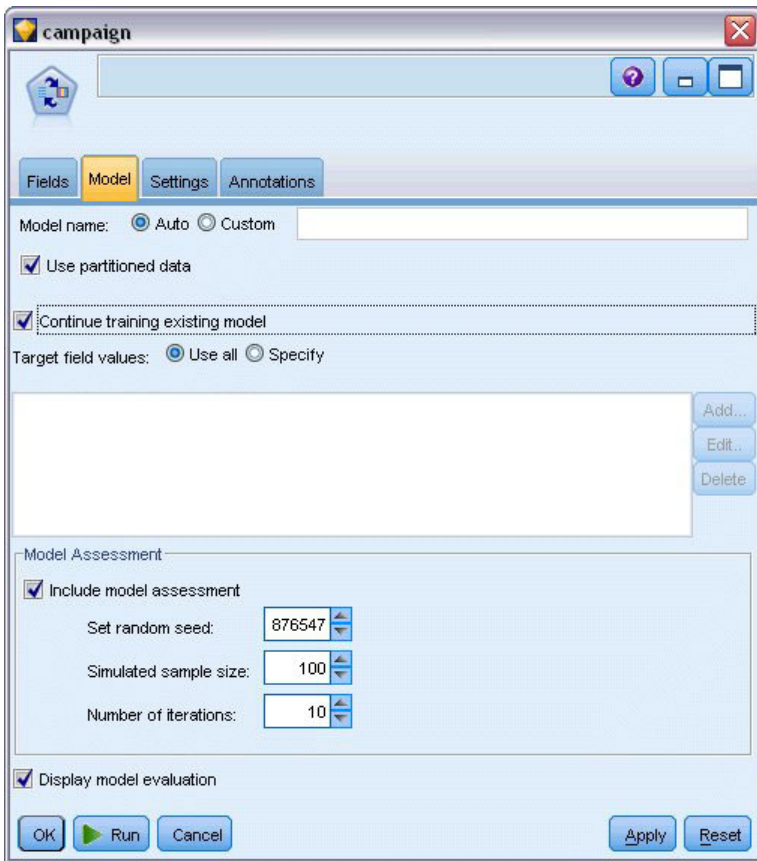 campaign
?
Fields Model Settings Annotations
Model name: Auto Custom
Use partitioned data
Continue training existing model
Target field values: Use all Specify
Add...
Edit..
Delete
Model Assessment
Include model assessment
Set random seed: 876547
Simulated sample size: 100
Number of iterations: 10
Display model evaluation
OK Run Cancel Apply Reset